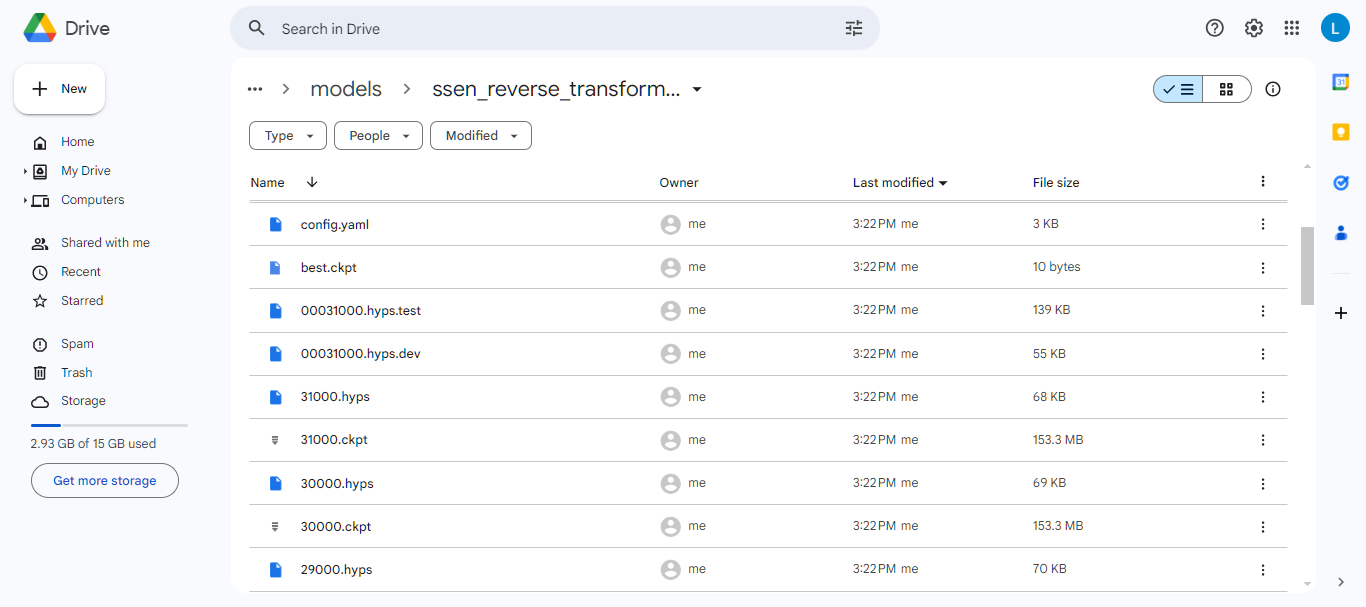 Drive
Search in Drive
L
New
Home
My Drive
Computers
Shared with me
Recent
Starred
Spam
Trash
Storage
2.93 GB of 15 GB used
Get more storage
... > models > ssen_reverse_transform...
Type
People
Modified
Name Owner Last modified File size
config.yaml me 3:22 PM me 3 KB
best.ckpt me 3:22 PM me 10 bytes
00031000.hyps.test me 3:22 PM me 139 KB
00031000.hyps.dev me 3:22 PM me 55 KB
31000.hyps me 3:22 PM me 68 KB
31000.ckpt me 3:22 PM me 153.3 MB
30000.hyps me 3:22 PM me 69 KB
30000.ckpt me 3:22 PM me 153.3 MB
29000.hyps me 3:22 PM me 70 KB
31